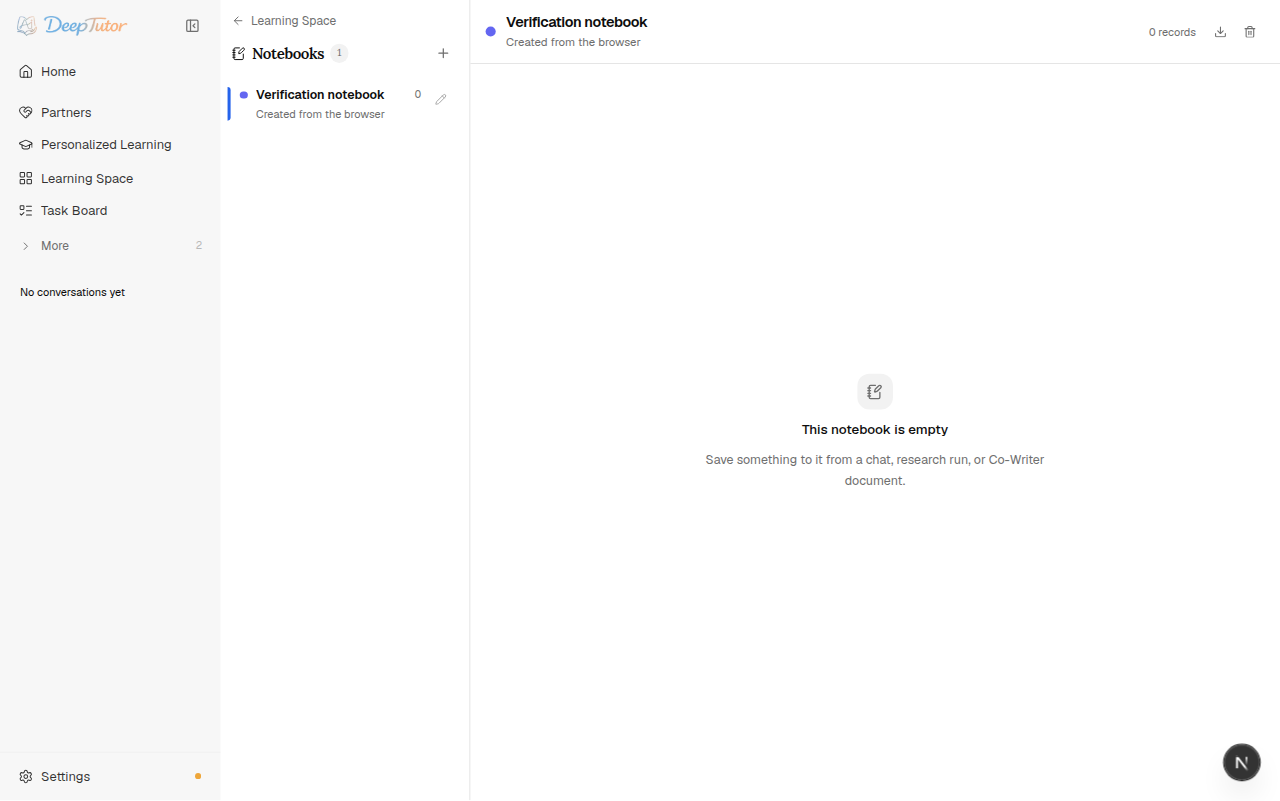 DeepTutor
Home
Partners
Personalized Learning
Learning Space
Task Board
More 2
No conversations yet
Settings
Learning Space
Notebooks 1
Verification notebook 0
Created from the browser
Verification notebook
Created from the browser
0 records
This notebook is empty
Save something to it from a chat, research run, or Co-Writer
document.
N